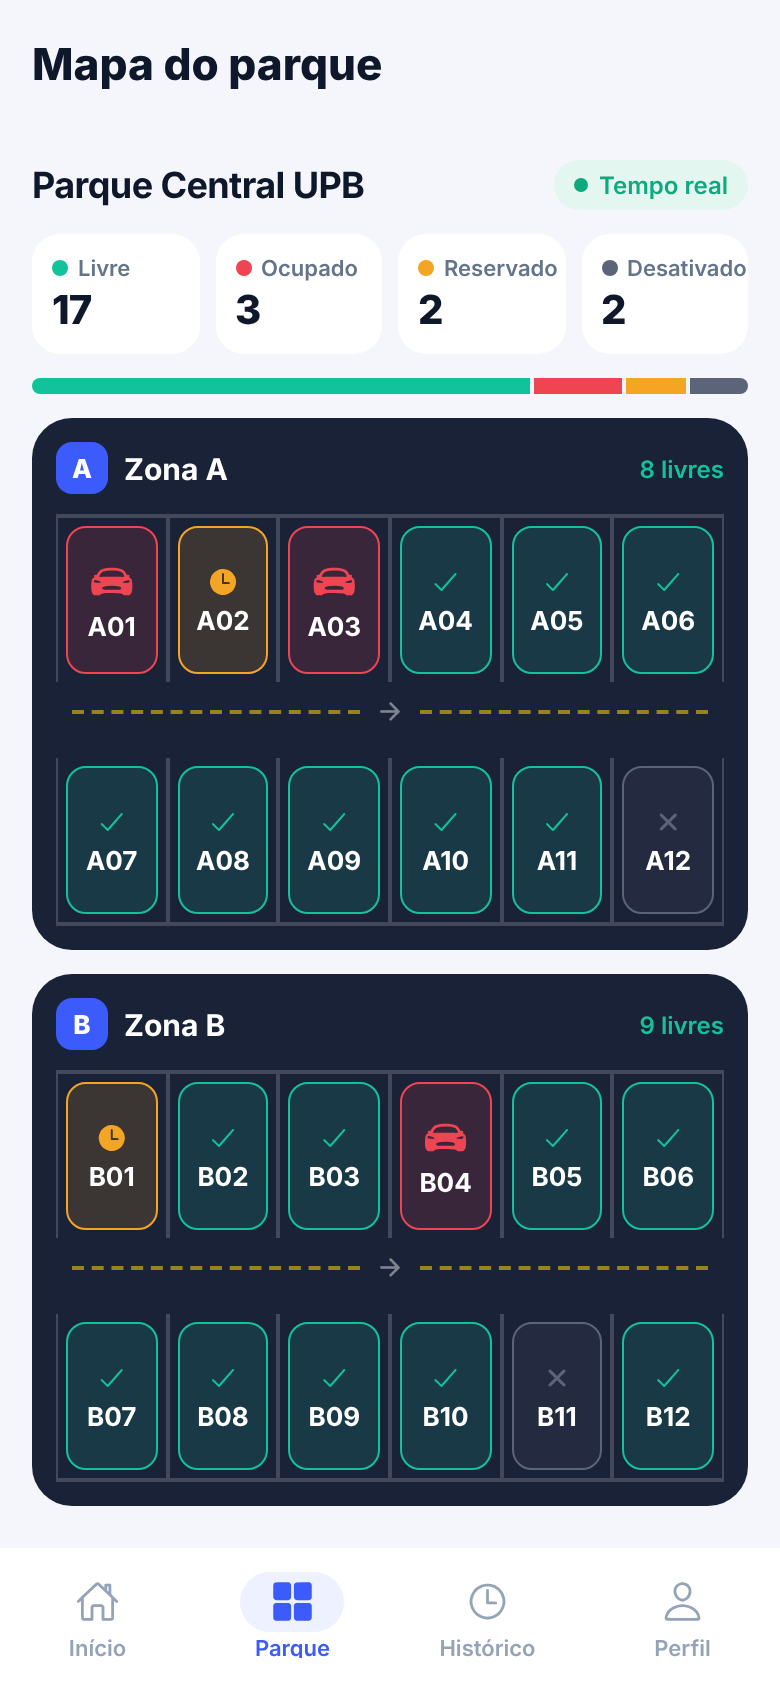 Mapa do parque
Parque Central UPB
Tempo real
Livre
Ocupado
Reservado
Desativado
17
3
2
2
A
Zona A
8 livres
A01
A02
A03
A04
A05
A06
A07
A08
A09
A10
A11
A12
B
Zona B
9 livres
B01
B02
B03
B04
B05
B06
B07
B08
B09
B10
B11
B12
Início
Parque
Histórico
Perfil